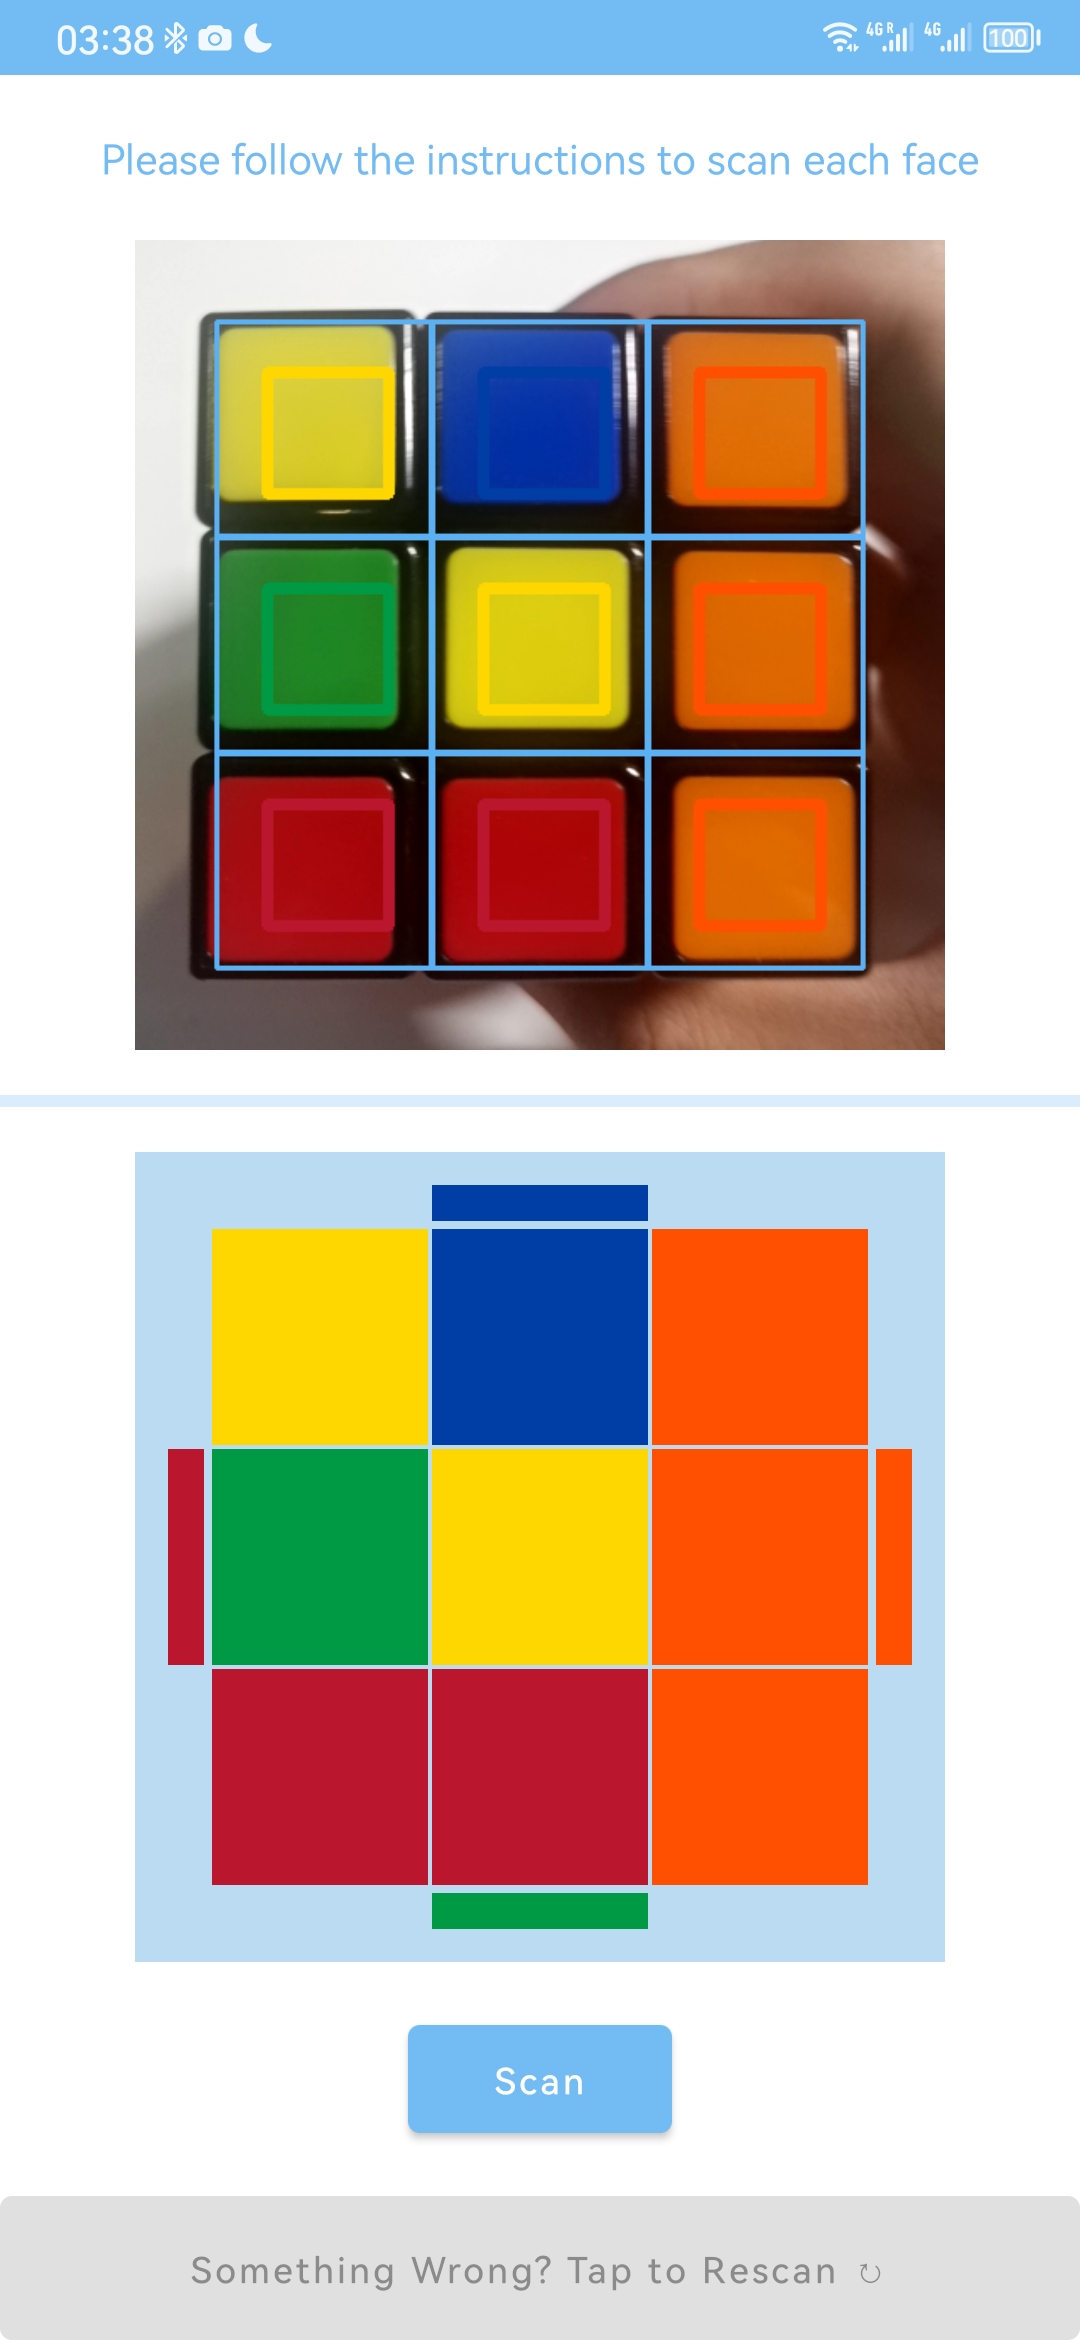 03:38 4G R 4G 100
Please follow the instructions to scan each face
Scan
Something Wrong? Tap to Rescan ↻